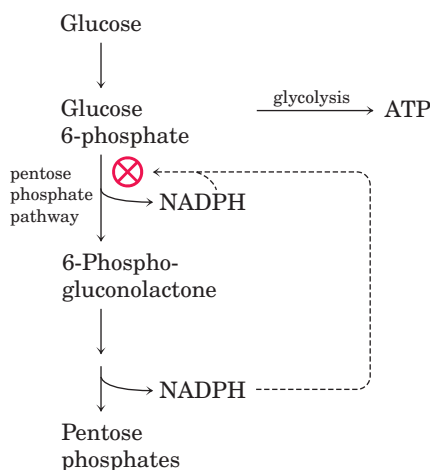 Glucose
Glucose
6-phosphate
glycolysis
ATP
pentose
phosphate
pathway
NADPH
6-Phospho-
gluconolactone
NADPH
Pentose
phosphates